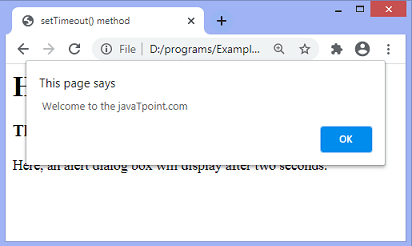 setTimeout() method
File D:/programs/Exampl...
This page says
Welcome to the javaTpoint.com
OK
Here, an alert dialog box will display after two seconds.